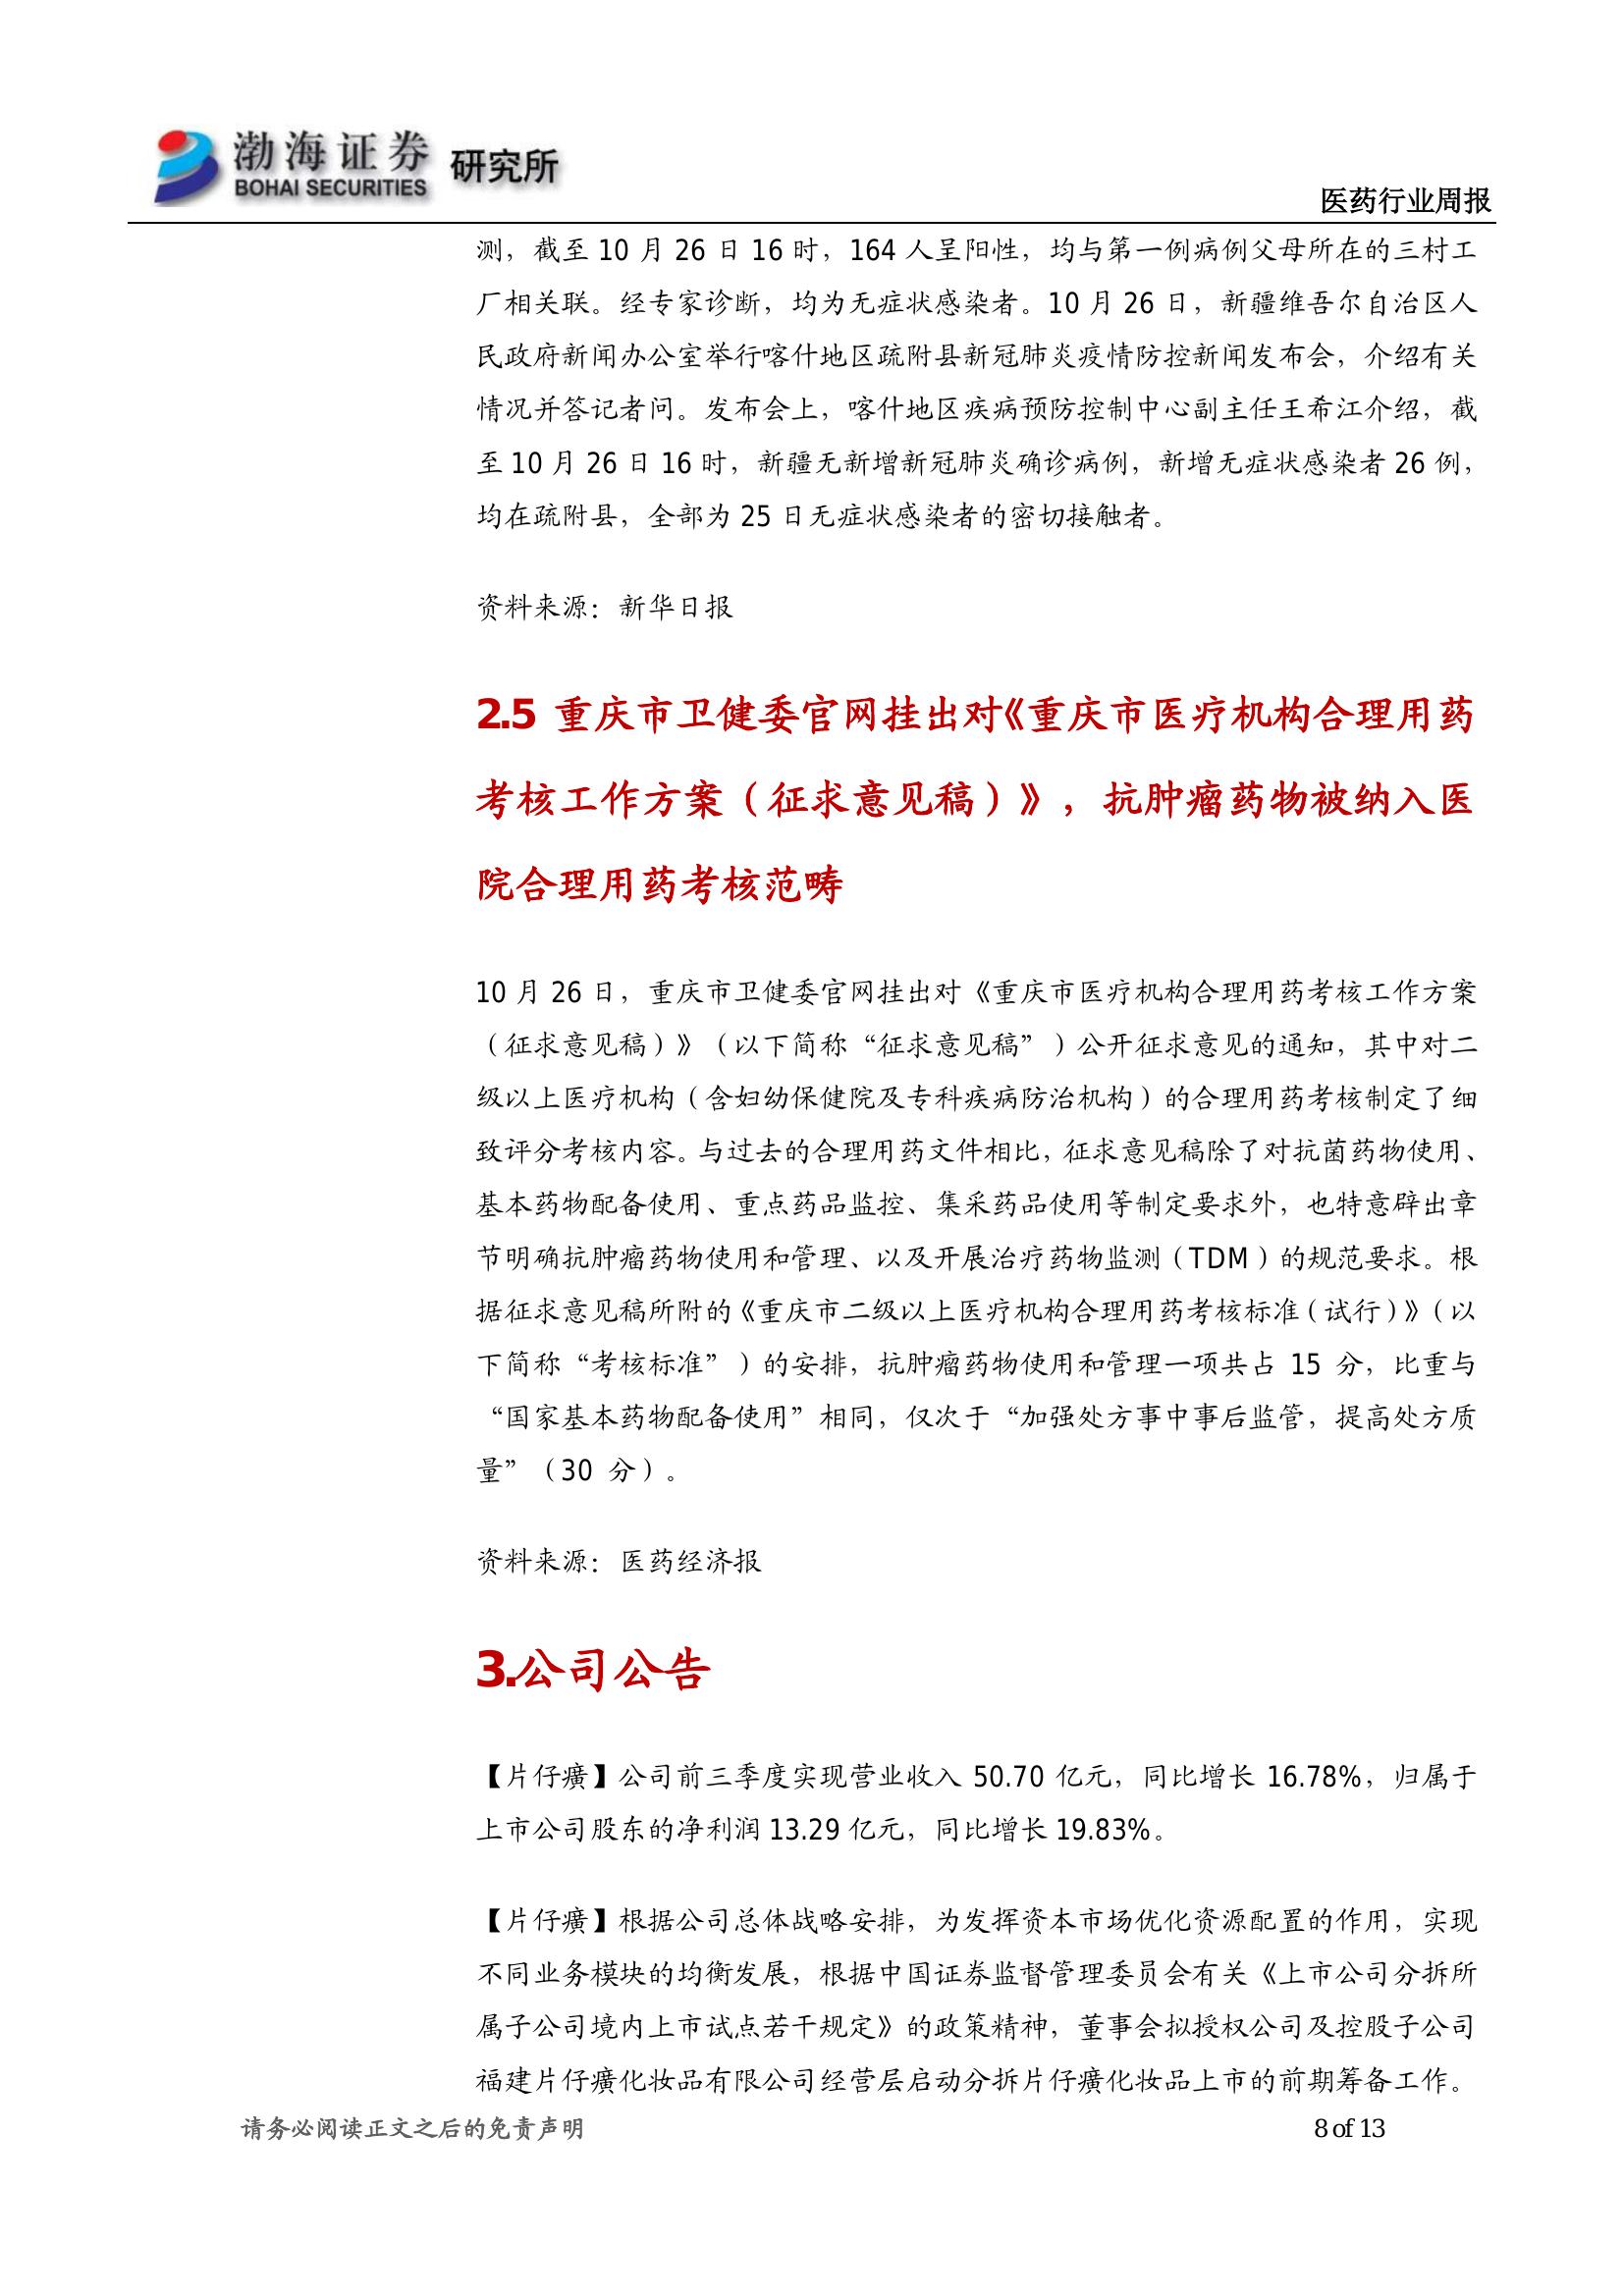 渤海证券 研究所
BOHAI SECURITIES
医药行业周报
测，截至 10 月 26 日 16 时，164 人呈阳性，均与第一例病例父母所在的三村工
厂相关联。经专家诊断，均为无症状感染者。10 月 26 日，新疆维吾尔自治区人
民政府新闻办公室举行喀什地区疏附县新冠肺炎疫情防控新闻发布会，介绍有关
情况并答记者问。发布会上，喀什地区疾病预防控制中心副主任王希江介绍，截
至 10 月 26 日 16 时，新疆无新增新冠肺炎确诊病例，新增无症状感染者 26 例，
均在疏附县，全部为 25 日无症状感染者的密切接触者。
资料来源：新华日报
2.5 重庆市卫健委官网挂出对《重庆市医疗机构合理用药
考核工作方案（征求意见稿）》，抗肿瘤药物被纳入医
院合理用药考核范畴
10 月 26 日，重庆市卫健委官网挂出对《重庆市医疗机构合理用药考核工作方案
（征求意见稿）》（以下简称“征求意见稿”）公开征求意见的通知，其中对二
级以上医疗机构（含妇幼保健院及专科疾病防治机构）的合理用药考核制定了细
致评分考核内容。与过去的合理用药文件相比，征求意见稿除了对抗菌药物使用、
基本药物配备使用、重点药品监控、集采药品使用等制定要求外，也特意辟出章
节明确抗肿瘤药物使用和管理、以及开展治疗药物监测（TDM）的规范要求。根
据征求意见稿所附的《重庆市二级以上医疗机构合理用药考核标准（试行）》（以
下简称“考核标准”）的安排，抗肿瘤药物使用和管理一项共占 15 分，比重与
“国家基本药物配备使用”相同，仅次于“加强处方事中事后监管，提高处方质
量”（30 分）。
资料来源：医药经济报
3.公司公告
【片仔癀】公司前三季度实现营业收入 50.70 亿元，同比增长 16.78%，归属于
上市公司股东的净利润 13.29 亿元，同比增长 19.83%。
【片仔癀】根据公司总体战略安排，为发挥资本市场优化资源配置的作用，实现
不同业务模块的均衡发展，根据中国证券监督管理委员会有关《上市公司分拆所
属子公司境内上市试点若干规定》的政策精神，董事会拟授权公司及控股子公司
福建片仔癀化妆品有限公司经营层启动分拆片仔癀化妆品上市的前期筹备工作。
请务必阅读正文之后的免责声明
8 of 13